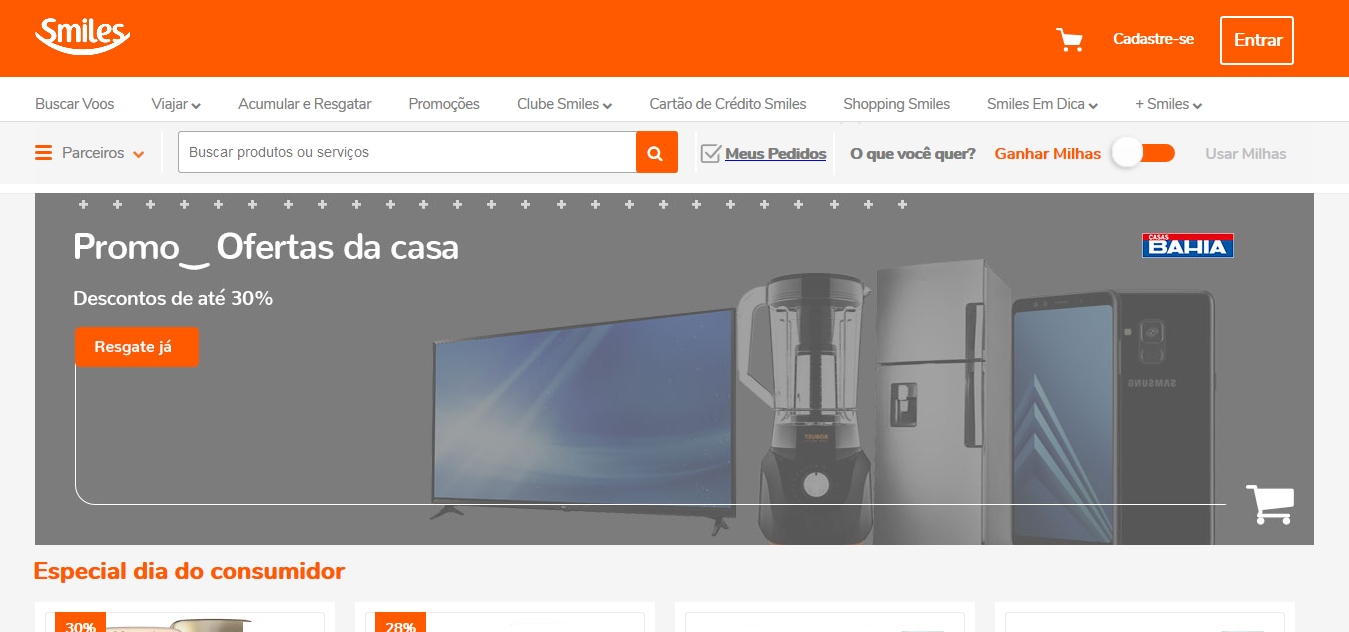 Smiles
Cadastre-se
Entrar
Buscar Voos
Viajar
Acumular e Resgatar
Promoções
Clube Smiles
Cartão de Crédito Smiles
Shopping Smiles
Smiles Em Dica
+ Smiles
Parceiros
Buscar produtos ou serviços
Meus Pedidos
O que você quer?
Ganhar Milhas
Usar Milhas
Promo‿ Ofertas da casa
CASAS
BAHIA
Descontos de até 30%
Resgate já
SAMSUNG
Especial dia do consumidor
30%
28%